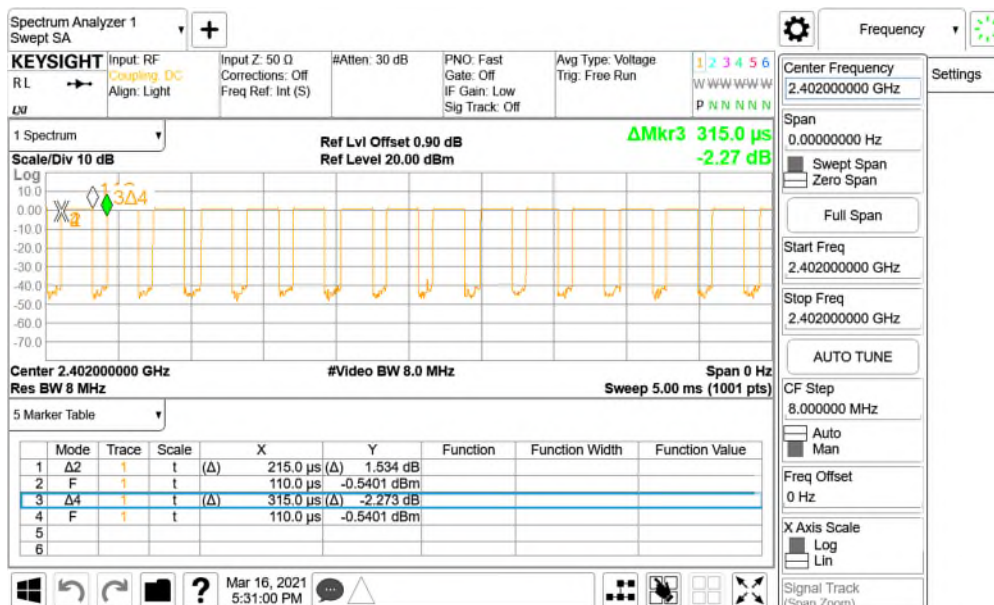 Spectrum Analyzer 1
Swept SA
+
Frequency
KEYSIGHT
RL
LXI
Input: RF
Coupling: DC
Align: Light
Input Z: 50 Ω
Corrections: Off
Freq Ref: Int (S)
#Atten: 30 dB
PNO: Fast
Gate: Off
IF Gain: Low
Sig Track: Off
Avg Type: Voltage
Trig: Free Run
1 2 3 4 5 6
W W W W W W
P N N N N N
1 Spectrum
Scale/Div 10 dB
Ref Lvl Offset 0.90 dB
Ref Level 20.00 dBm
ΔMkr3 315.0 µs
-2.27 dB
Log
10.0
0.00
-10.0
-20.0
-30.0
-40.0
-50.0
-60.0
-70.0
3Δ4
Center 2.402000000 GHz
#Video BW 8.0 MHz
Span 0 Hz
Res BW 8 MHz
Sweep 5.00 ms (1001 pts)
5 Marker Table
Mode Trace Scale X Y Function Function Width Function Value
1 Δ2 1 t (Δ) 215.0 µs (Δ) 1.534 dB
2 F 1 t 110.0 µs -0.5401 dBm
3 Δ4 1 t (Δ) 315.0 µs (Δ) -2.273 dB
4 F 1 t 110.0 µs -0.5401 dBm
5
6
?
Mar 16, 2021
5:31:00 PM
Center Frequency
2.402000000 GHz
Settings
Span
0.00000000 Hz
Swept Span
Zero Span
Full Span
Start Freq
2.402000000 GHz
Stop Freq
2.402000000 GHz
AUTO TUNE
CF Step
8.000000 MHz
Auto
Man
Freq Offset
0 Hz
X Axis Scale
Log
Lin
Signal Track
(Span Zoom)